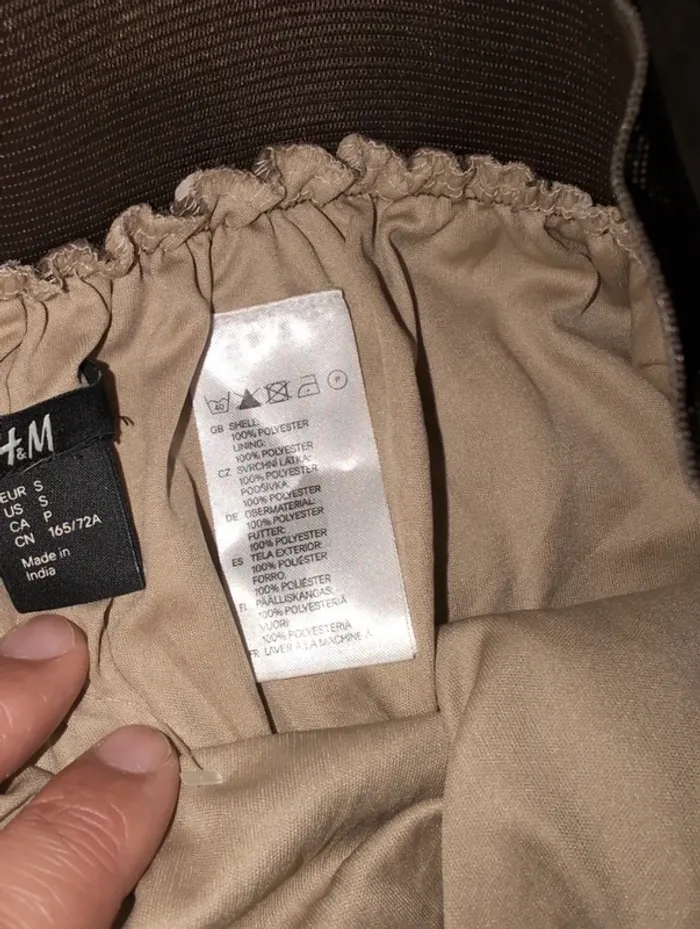 H&M
EUR S
US S
CA P
CN 165/72A
Made in
India
40
P
GB SHELL:
100% POLYESTER
LINING:
100% POLYESTER
CZ SVRCHNI LÁTKA:
100% POLYESTER
PODŠÍVKA:
100% POLYESTER
DE OBERMATERIAL:
100% POLYESTER
FUTTER:
100% POLYESTER
ES TELA EXTERIOR:
100% POLIÉSTER
FORRO:
100% POLIÉSTER
FI PÄÄLLISKANGAS:
100% POLYESTERIÄ
VUORI:
100% POLYESTERIÄ
FR LAVER À LA MACHINE À